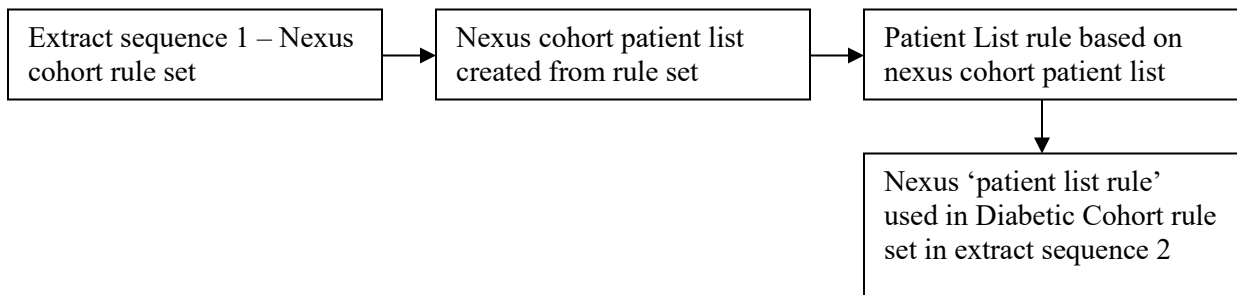 Extract sequence 1 – Nexus
cohort rule set
Nexus cohort patient list
created from rule set
Patient List rule based on
nexus cohort patient list
Nexus ‘patient list rule’
used in Diabetic Cohort rule
set in extract sequence 2